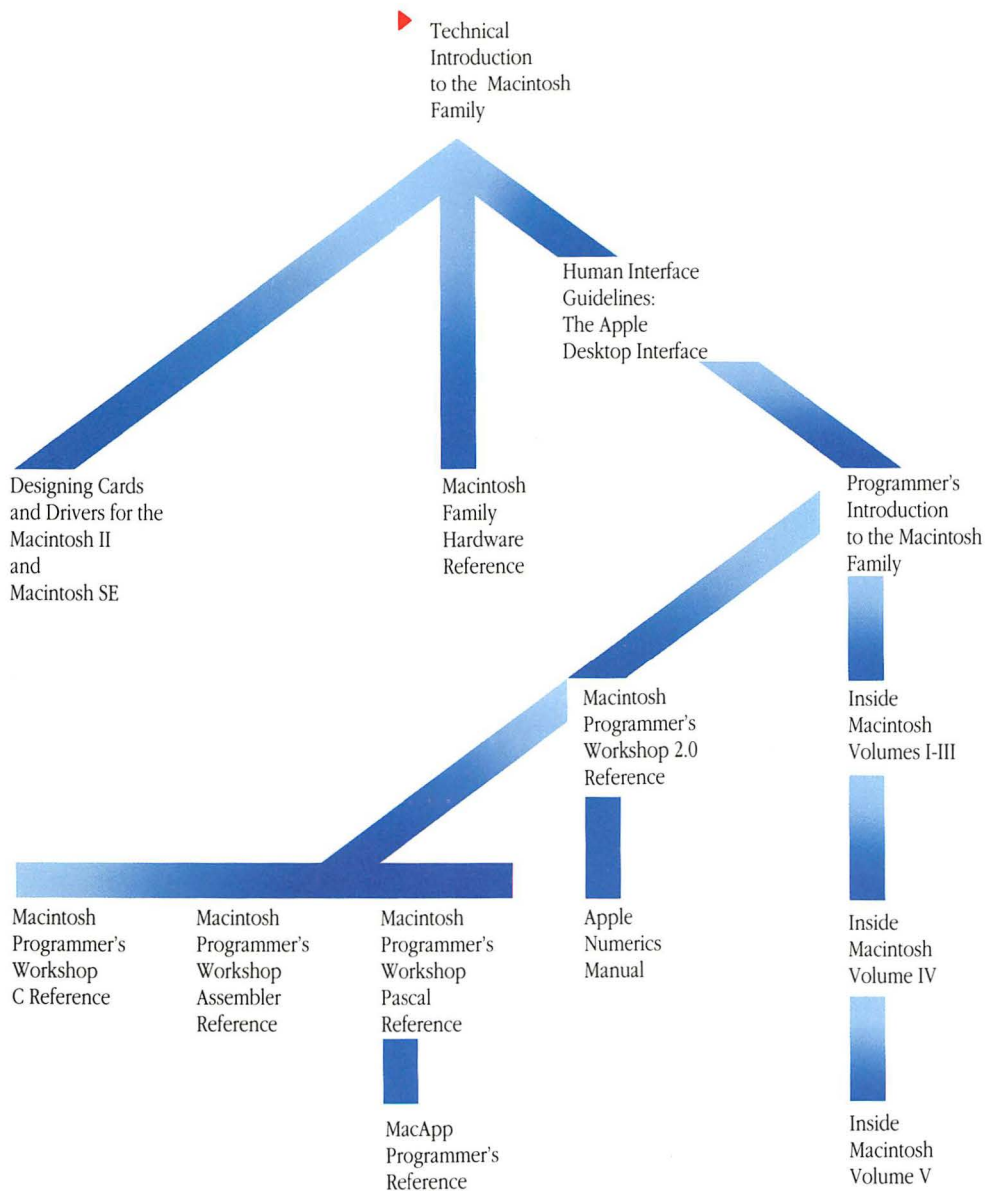 Technical
Introduction
to the Macintosh
Family
Human Interface
Guidelines:
The Apple
Desktop Interface
Designing Cards
and Drivers for the
Macintosh II
and
Macintosh SE
Macintosh
Family
Hardware
Reference
Programmer's
Introduction
to the Macintosh
Family
Macintosh
Programmer's
Workshop 2.0
Reference
Inside
Macintosh
Volumes I-III
Macintosh
Programmer's
Workshop
C Reference
Macintosh
Programmer's
Workshop
Assembler
Reference
Macintosh
Programmer's
Workshop
Pascal
Reference
Apple
Numerics
Manual
Inside
Macintosh
Volume IV
MacApp
Programmer's
Reference
Inside
Macintosh
Volume V